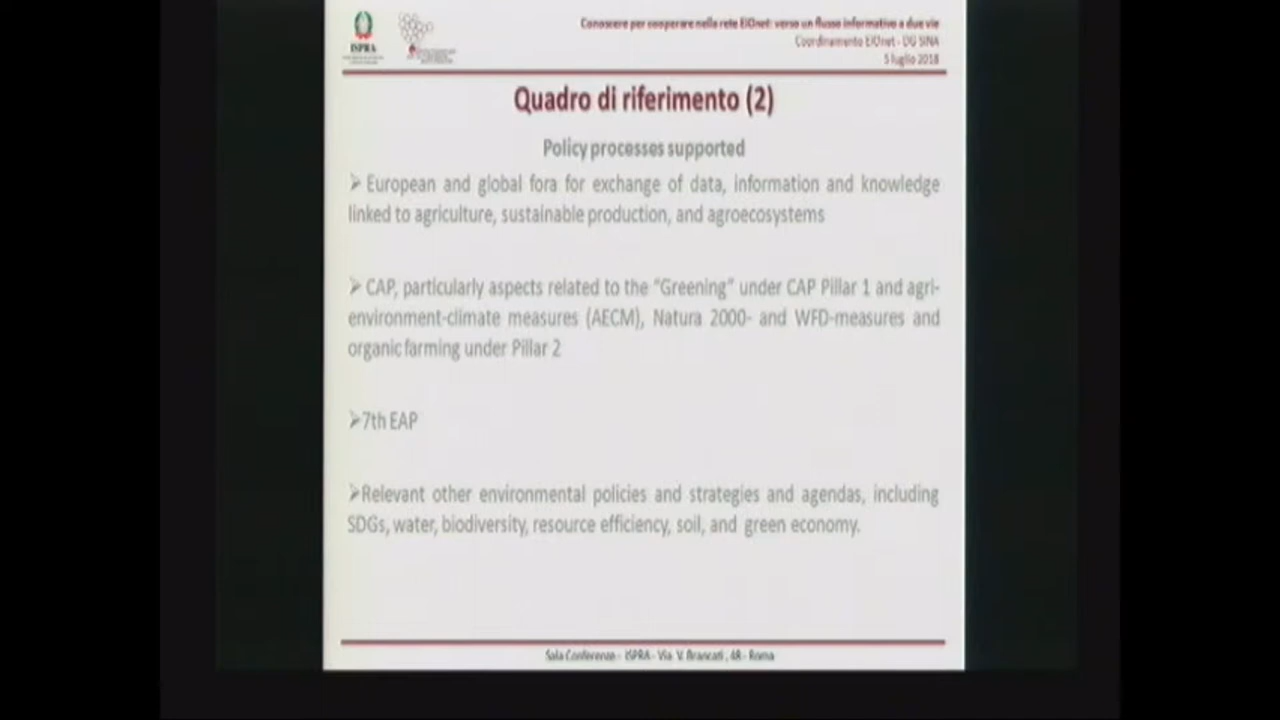 ISPRA
Conoscere per cooperare nella rete EIOnet: verso un flusso informativo a due vie
Coordinamento EIOnet - DG SINA
5 luglio 2018
Quadro di riferimento (2)
Policy processes supported
➢ European and global fora for exchange of data, information and knowledge
linked to agriculture, sustainable production, and agroecosystems
➢ CAP, particularly aspects related to the “Greening” under CAP Pillar 1 and agri-
environment-climate measures (AECM), Natura 2000- and WFD-measures and
organic farming under Pillar 2
➢7th EAP
➢Relevant other environmental policies and strategies and agendas, including
SDGs, water, biodiversity, resource efficiency, soil, and green economy.
Sala Conferenze - ISPRA - Via V. Brancati, 48 - Roma